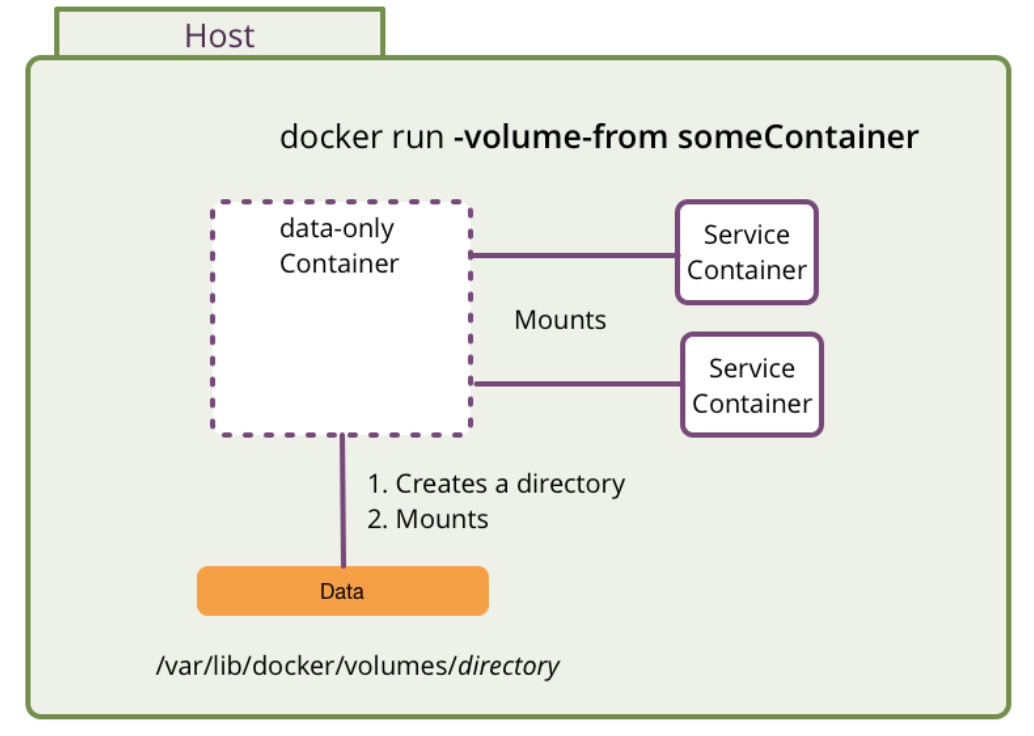 Host
docker run -volume-from someContainer
data-only
Container
Service
Container
Mounts
Service
Container
1. Creates a directory
2. Mounts
Data
/var/lib/docker/volumes/directory